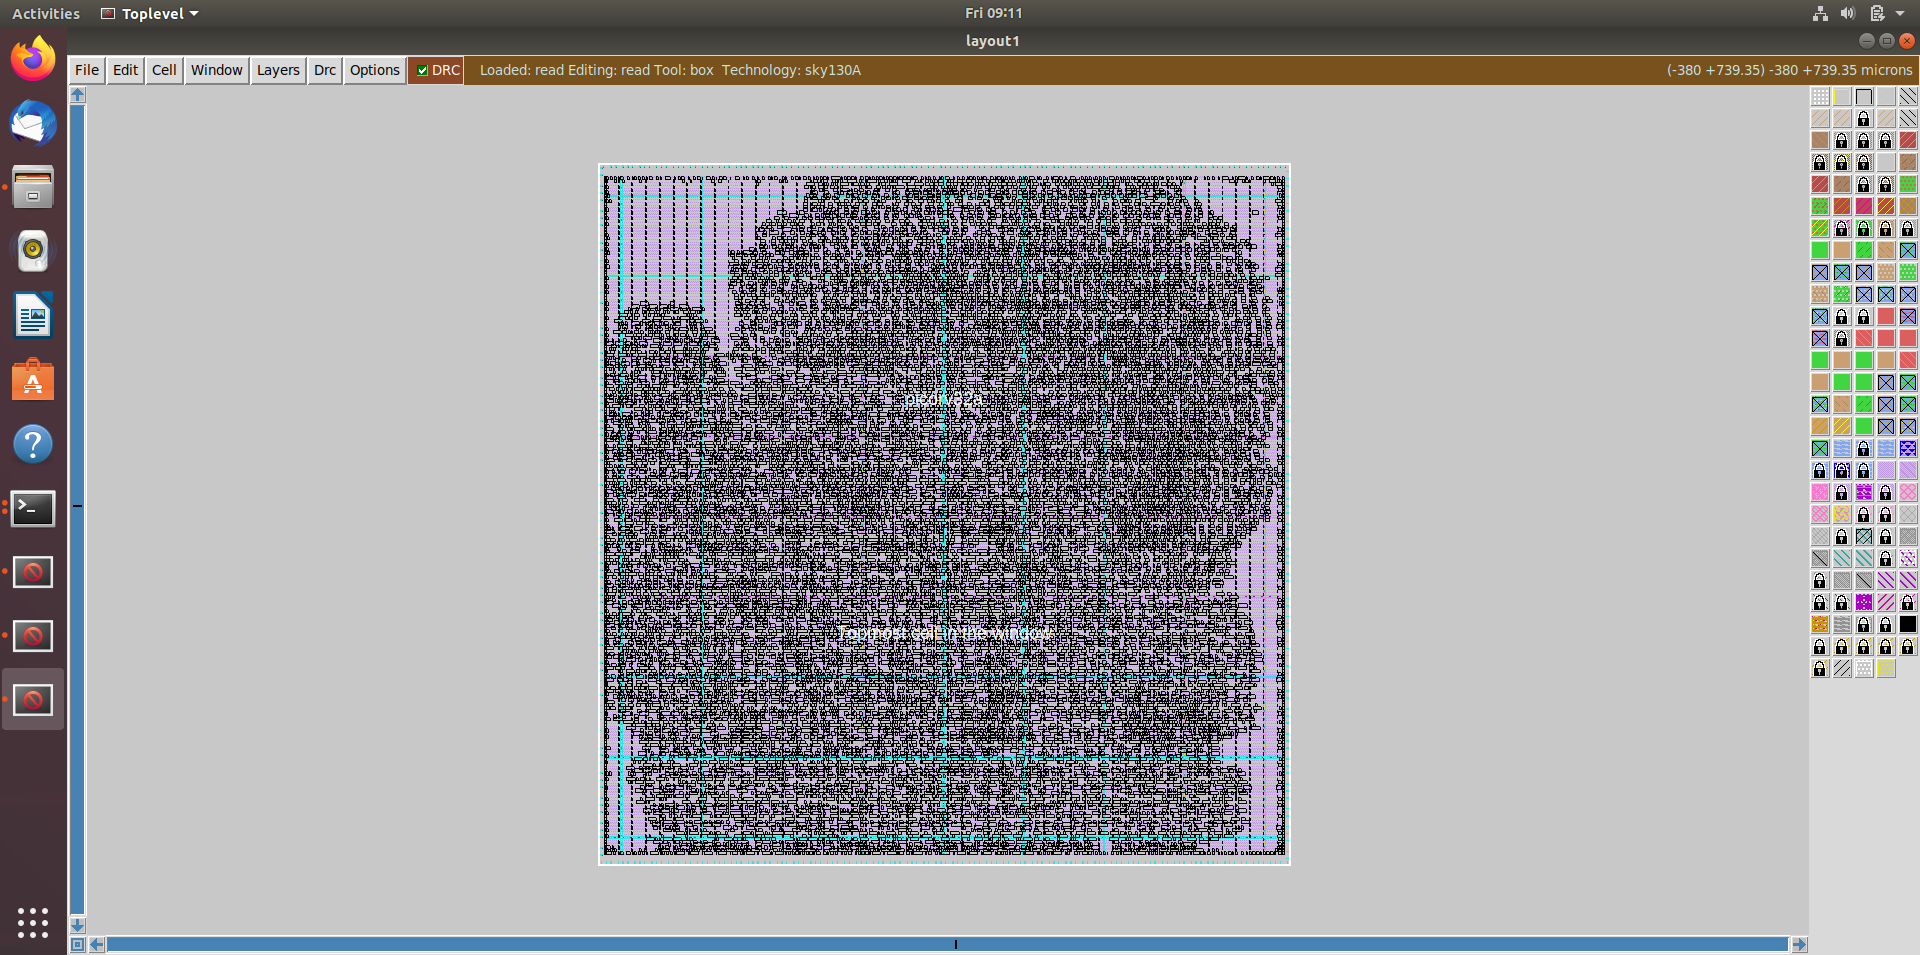 Activities Toplevel Fri 09:11
layout1
File Edit Cell Window Layers Drc Options DRC Loaded: read Editing: read Tool: box Technology: sky130A (-380 +739.35) -380 +739.35 microns
picorv32a
Topmost cell in the window